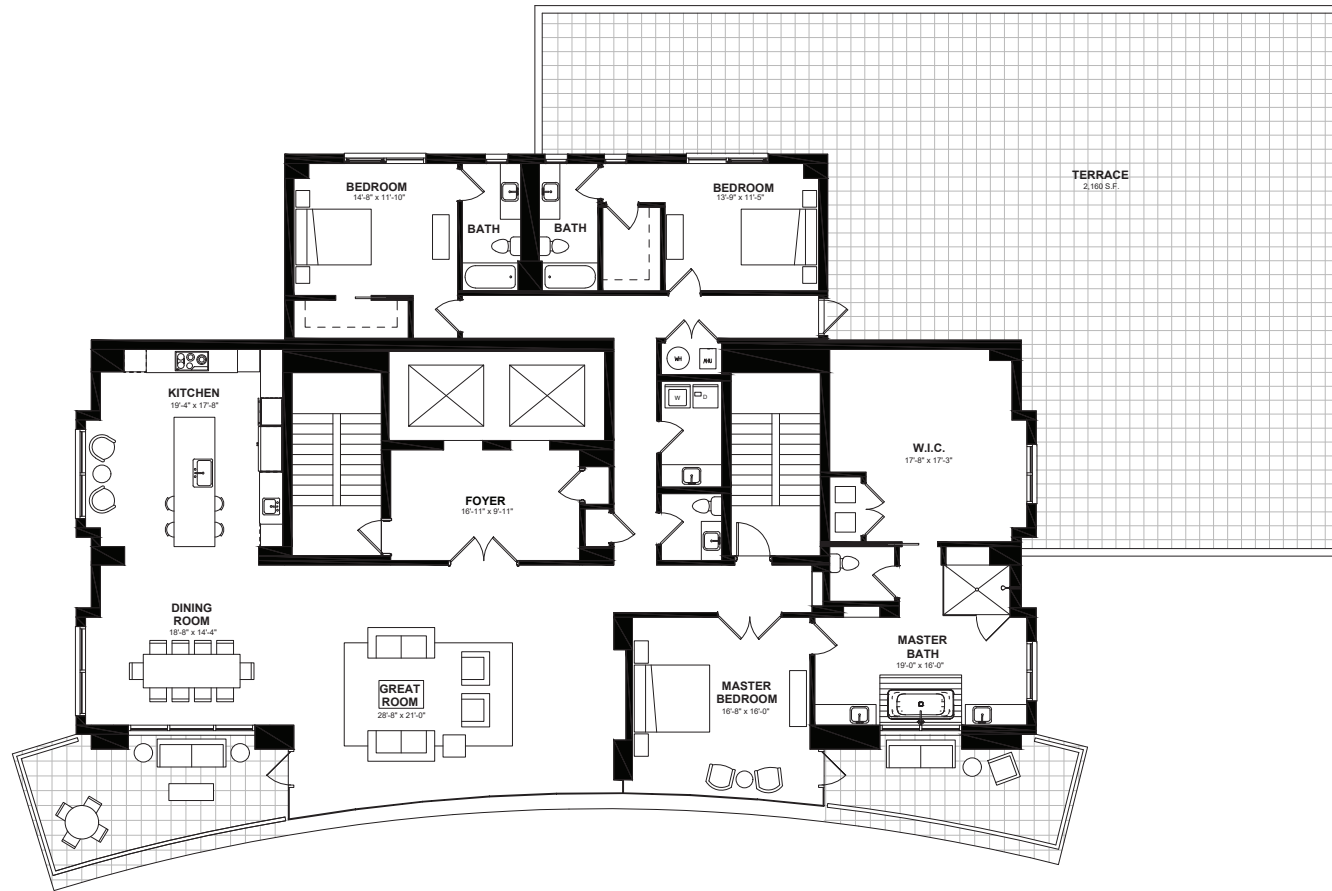 TERRACE
2,160 S.F.
BEDROOM
14'-8" x 11'-10"
BATH
BATH
BEDROOM
13'-9" x 11'-5"
WH
AHU
KITCHEN
19'-4" x 17'-8"
W
D
W.I.C.
17'-8" x 17'-3"
FOYER
16'-11" x 9'-11"
DINING
ROOM
18'-8" x 14'-4"
GREAT
ROOM
28'-8" x 21'-0"
MASTER
BEDROOM
16'-8" x 16'-0"
MASTER
BATH
19'-0" x 16'-0"